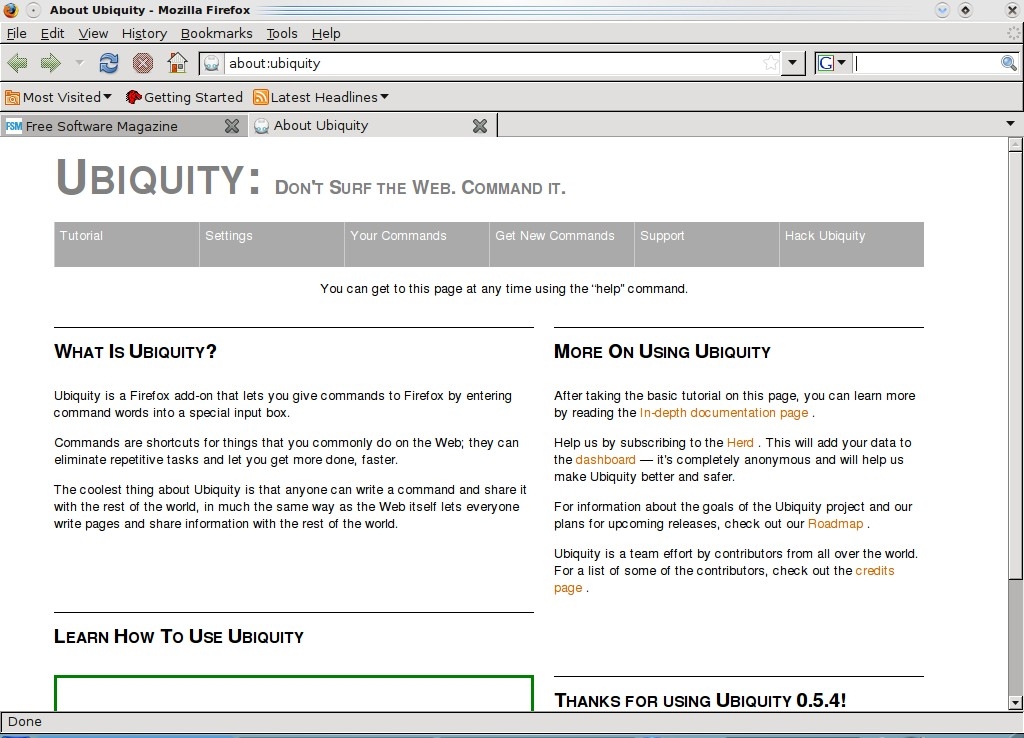 About Ubiquity - Mozilla Firefox
File Edit View History Bookmarks Tools Help
about:ubiquity
G
Most Visited Getting Started Latest Headlines
FSM Free Software Magazine About Ubiquity
Ubiquity: Don't Surf the Web. Command it.
Tutorial Settings Your Commands Get New Commands Support Hack Ubiquity
You can get to this page at any time using the “help” command.
What Is Ubiquity?
Ubiquity is a Firefox add-on that lets you give commands to Firefox by entering
command words into a special input box.
Commands are shortcuts for things that you commonly do on the Web; they can
eliminate repetitive tasks and let you get more done, faster.
The coolest thing about Ubiquity is that anyone can write a command and share it
with the rest of the world, in much the same way as the Web itself lets everyone
write pages and share information with the rest of the world.
Learn How To Use Ubiquity
More On Using Ubiquity
After taking the basic tutorial on this page, you can learn more
by reading the In-depth documentation page .
Help us by subscribing to the Herd . This will add your data to
the dashboard — it's completely anonymous and will help us
make Ubiquity better and safer.
For information about the goals of the Ubiquity project and our
plans for upcoming releases, check out our Roadmap .
Ubiquity is a team effort by contributors from all over the world.
For a list of some of the contributors, check out the credits
page .
Thanks for using Ubiquity 0.5.4!
Done